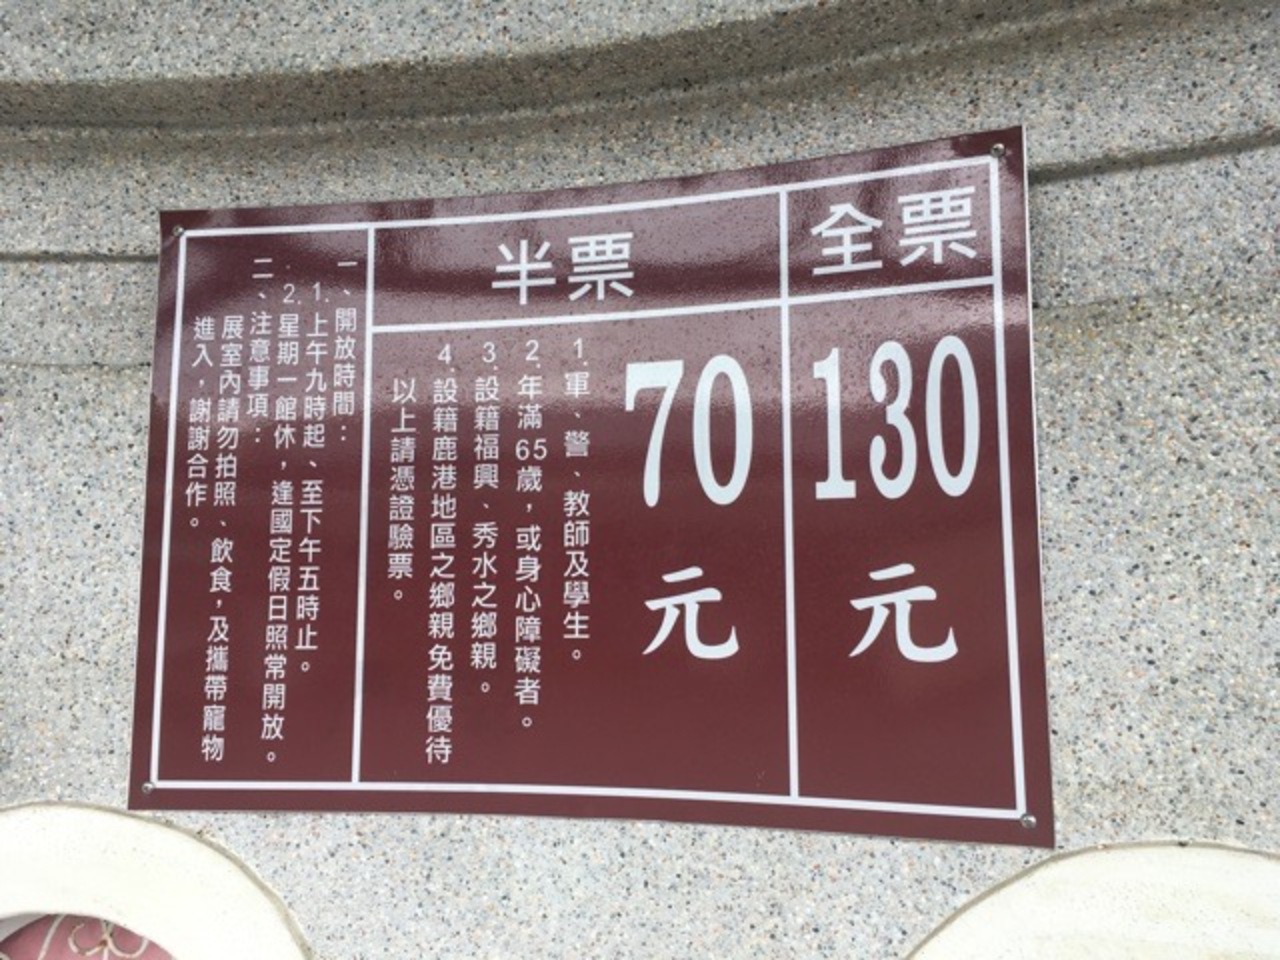 全票
130
元
半票
70
元
1.軍、警、教師及學生。
2.年滿65歲，或身心障礙者。
3.設籍福興、秀水之鄉親。
4.設籍鹿港地區之鄉親免費優待
以上請憑證驗票。
一、開放時間：
1.上午九時起、至下午五時止。
2.星期一館休，逢國定假日照常開放。
二、注意事項：
展室內請勿拍照、飲食，及攜帶寵物
進入，謝謝合作。